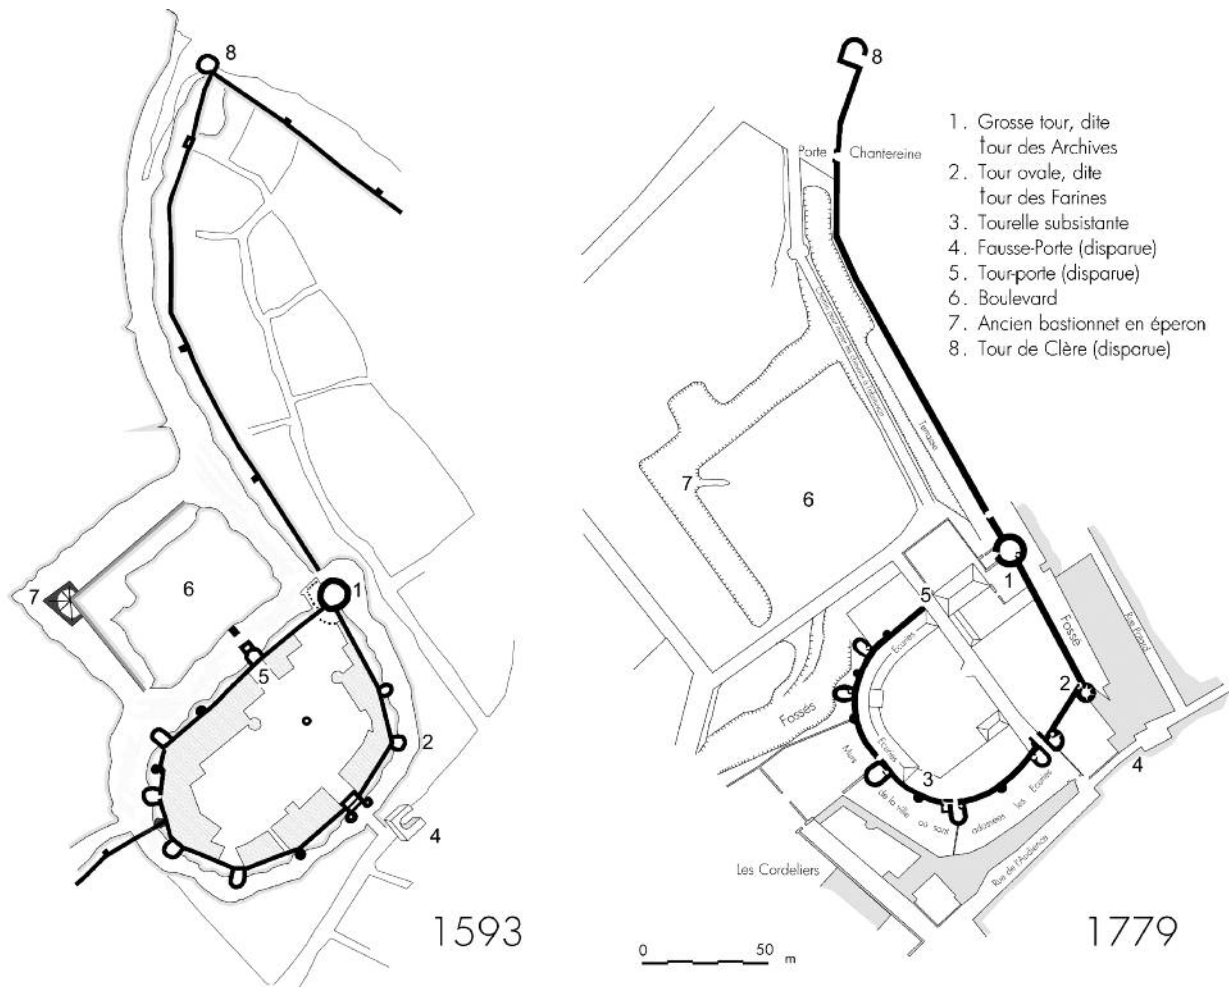 8
7
6
1
5
2
4
1593
8
Porte Chantereine
1. Grosse tour, dite
tour des Archives
2. Tour ovale, dite
tour des Farines
3. Tourelle subsistante
4. Fausse-Porte (disparue)
5. Tour-porte (disparue)
6. Boulevard
7. Ancien bastionnet en éperon
8. Tour de Clère (disparue)
Terrasse
7
6
1
5
Ecuries
Fossé
Rue Pujard
2
Fossés
Ecuries
3
4
Murs de la ville où sont adossées les Ecuries
Rue de l'Audience
Les Cordeliers
0 50 m
1779